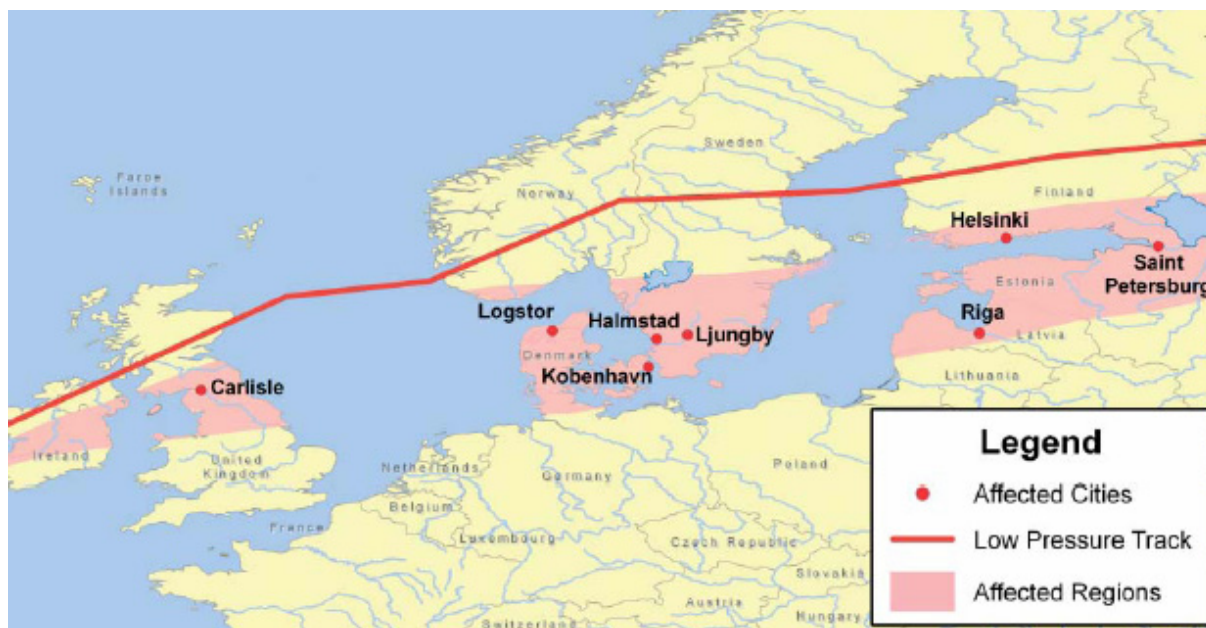 Faroe
Islands
Sweden
Norway
Finland
Helsinki
Saint
Petersburg
Estonia
Logstor
Halmstad
Ljungby
Riga
Latvia
Denmark
Kobenhavn
Carlisle
Lithuania
Ireland
United
Kingdom
Netherlands
Germany
Poland
Belgium
France
Luxembourg
Czech Republic
Slovakia
Austria
Hungary
Switzerland
Legend
Affected Cities
Low Pressure Track
Affected Regions